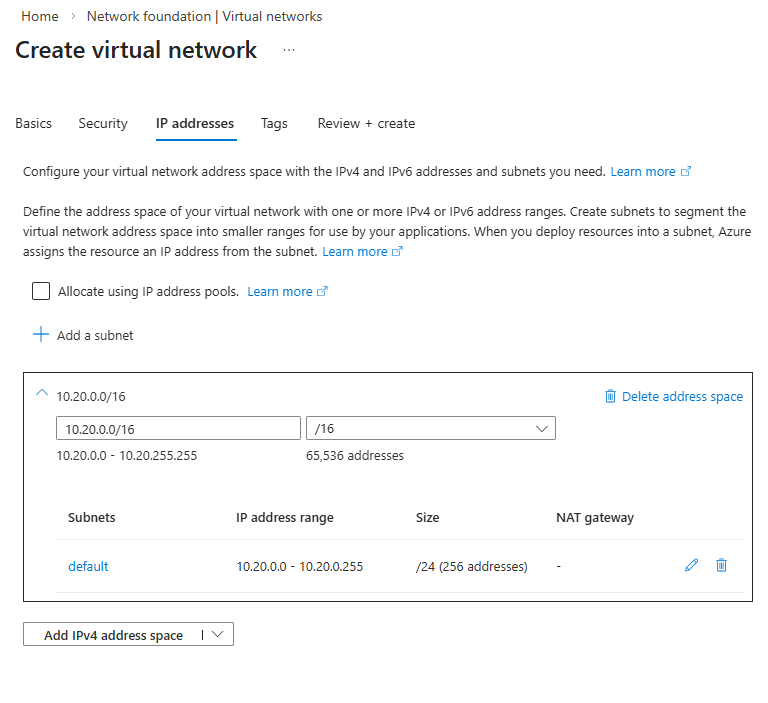 Home > Network foundation | Virtual networks
Create virtual network ...
Basics Security IP addresses Tags Review + create
Configure your virtual network address space with the IPv4 and IPv6 addresses and subnets you need. Learn more
Define the address space of your virtual network with one or more IPv4 or IPv6 address ranges. Create subnets to segment the
virtual network address space into smaller ranges for use by your applications. When you deploy resources into a subnet, Azure
assigns the resource an IP address from the subnet. Learn more
Allocate using IP address pools. Learn more
Add a subnet
10.20.0.0/16 Delete address space
10.20.0.0/16 /16
10.20.0.0 - 10.20.255.255 65,536 addresses
Subnets IP address range Size NAT gateway
default 10.20.0.0 - 10.20.0.255 /24 (256 addresses) -
Add IPv4 address space |